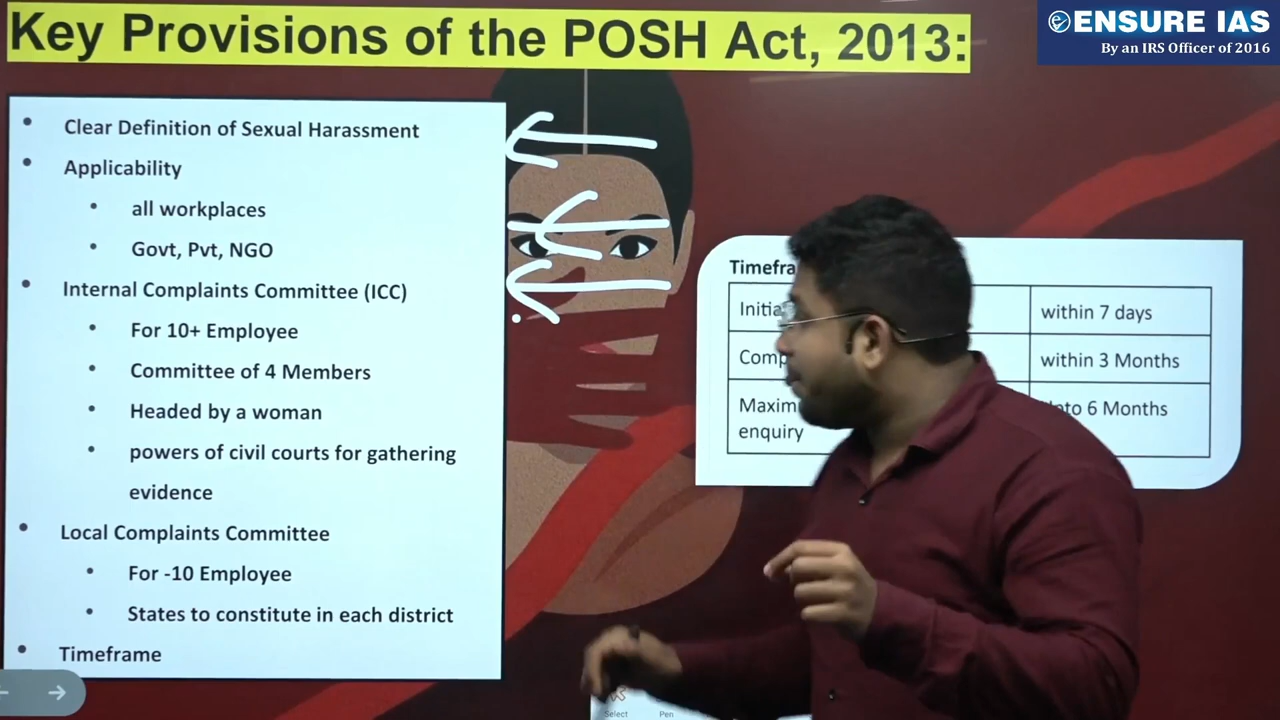 Key Provisions of the POSH Act, 2013:
ENSURE IAS
By an IRS Officer of 2016
• Clear Definition of Sexual Harassment
• Applicability
• all workplaces
• Govt, Pvt, NGO
• Internal Complaints Committee (ICC)
• For 10+ Employee
• Committee of 4 Members
• Headed by a woman
• powers of civil courts for gathering
evidence
• Local Complaints Committee
• For -10 Employee
• States to constitute in each district
• Timeframe
within 7 days
within 3 Months
6 Months
enquiry
Select
Pen